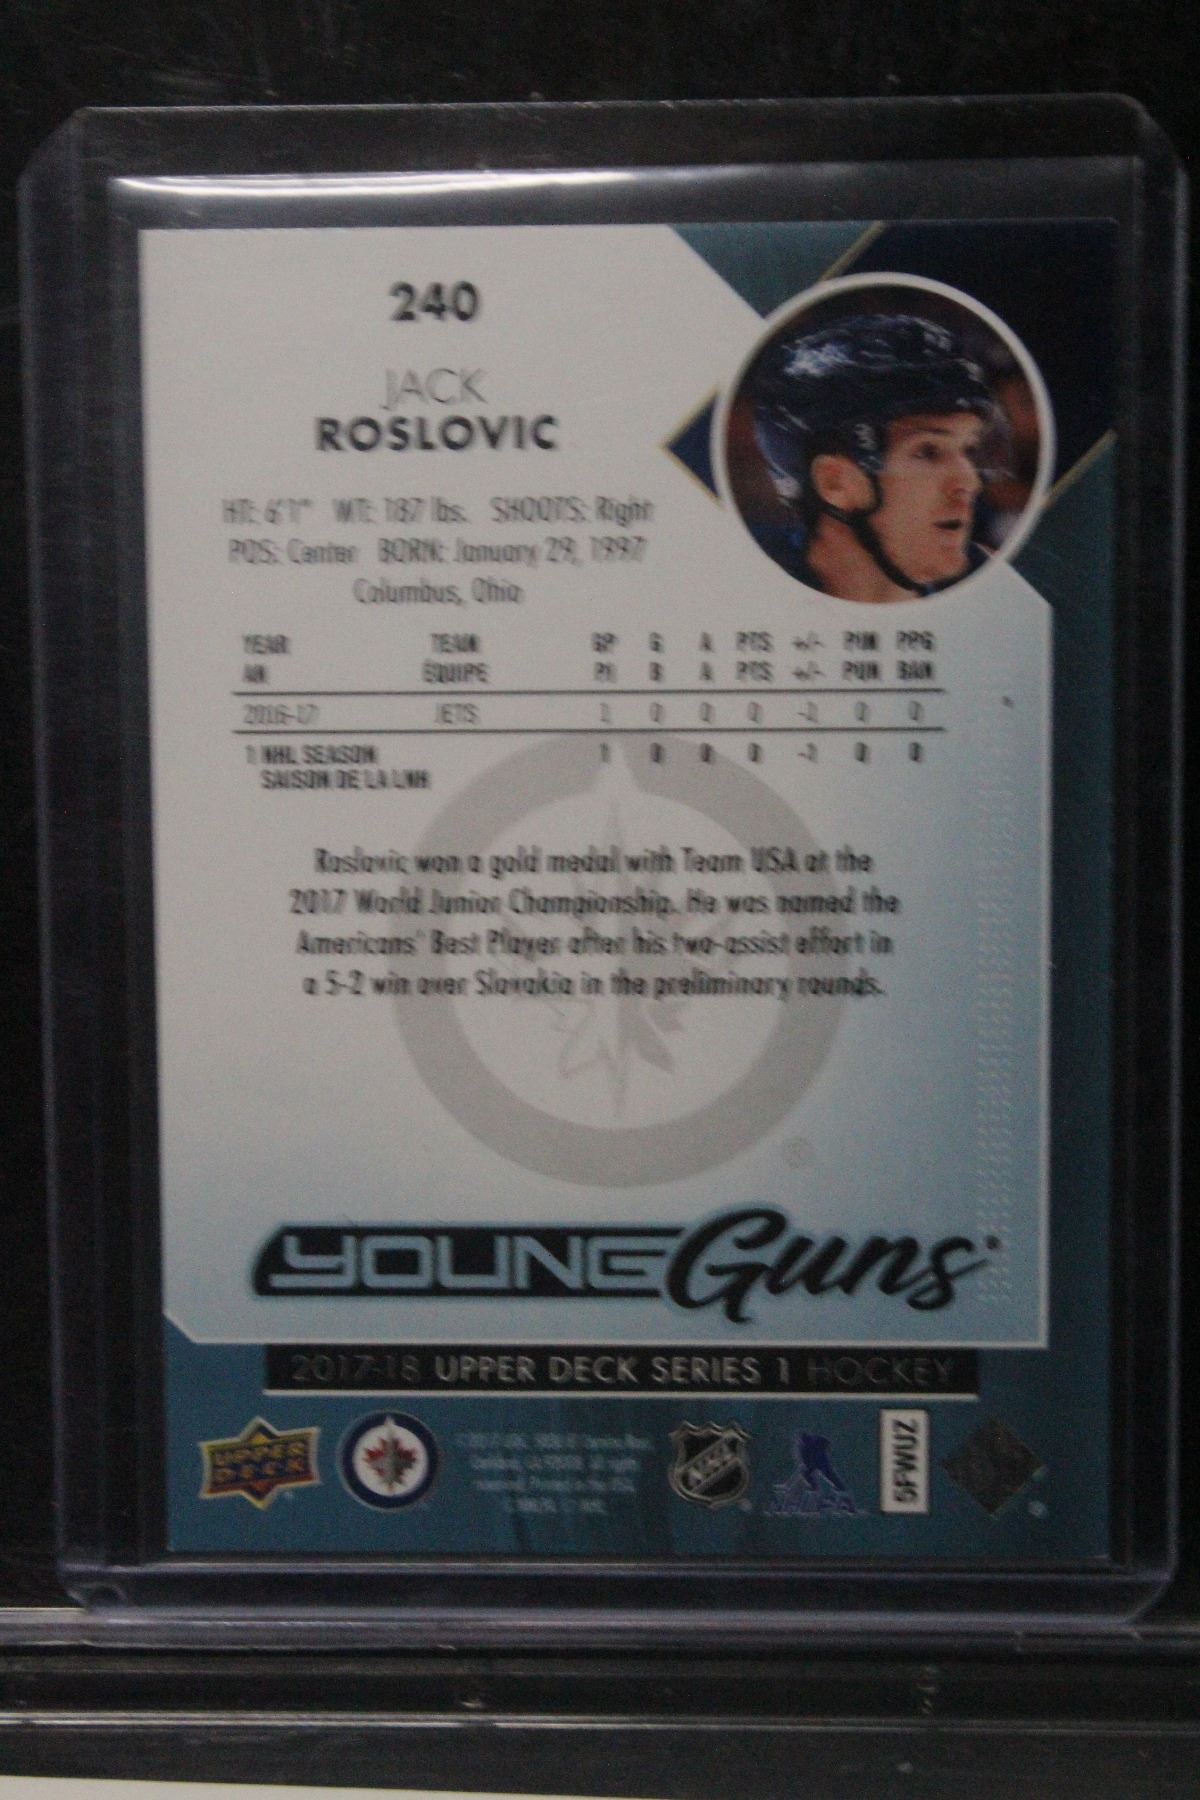 240
JACK
ROSLOVIC
HT: 6'1" WT: 187 lbs. SHOOTS: Right
POS: Center BORN: January 29, 1997
Columbus, Ohio
YEAR TEAM GP G A PTS +/- PIM PPG
AN ÉQUIPE PJ B A PTS +/- PUN BAN
2016-17 JETS 1 0 0 0 -1 0 0
1 NHL SEASON 1 0 0 0 -1 0 0
SAISON DE LA LNH
Roslovic won a gold medal with Team USA at the
2017 World Junior Championship. He was named the
Americans' Best Player after his two-assist effort in
a 5-2 win over Slovakia in the preliminary rounds.
YOUNG Guns
2017-18 UPPER DECK SERIES 1 HOCKEY
UPPER DECK
NHL
NHLPA
5FWUZ